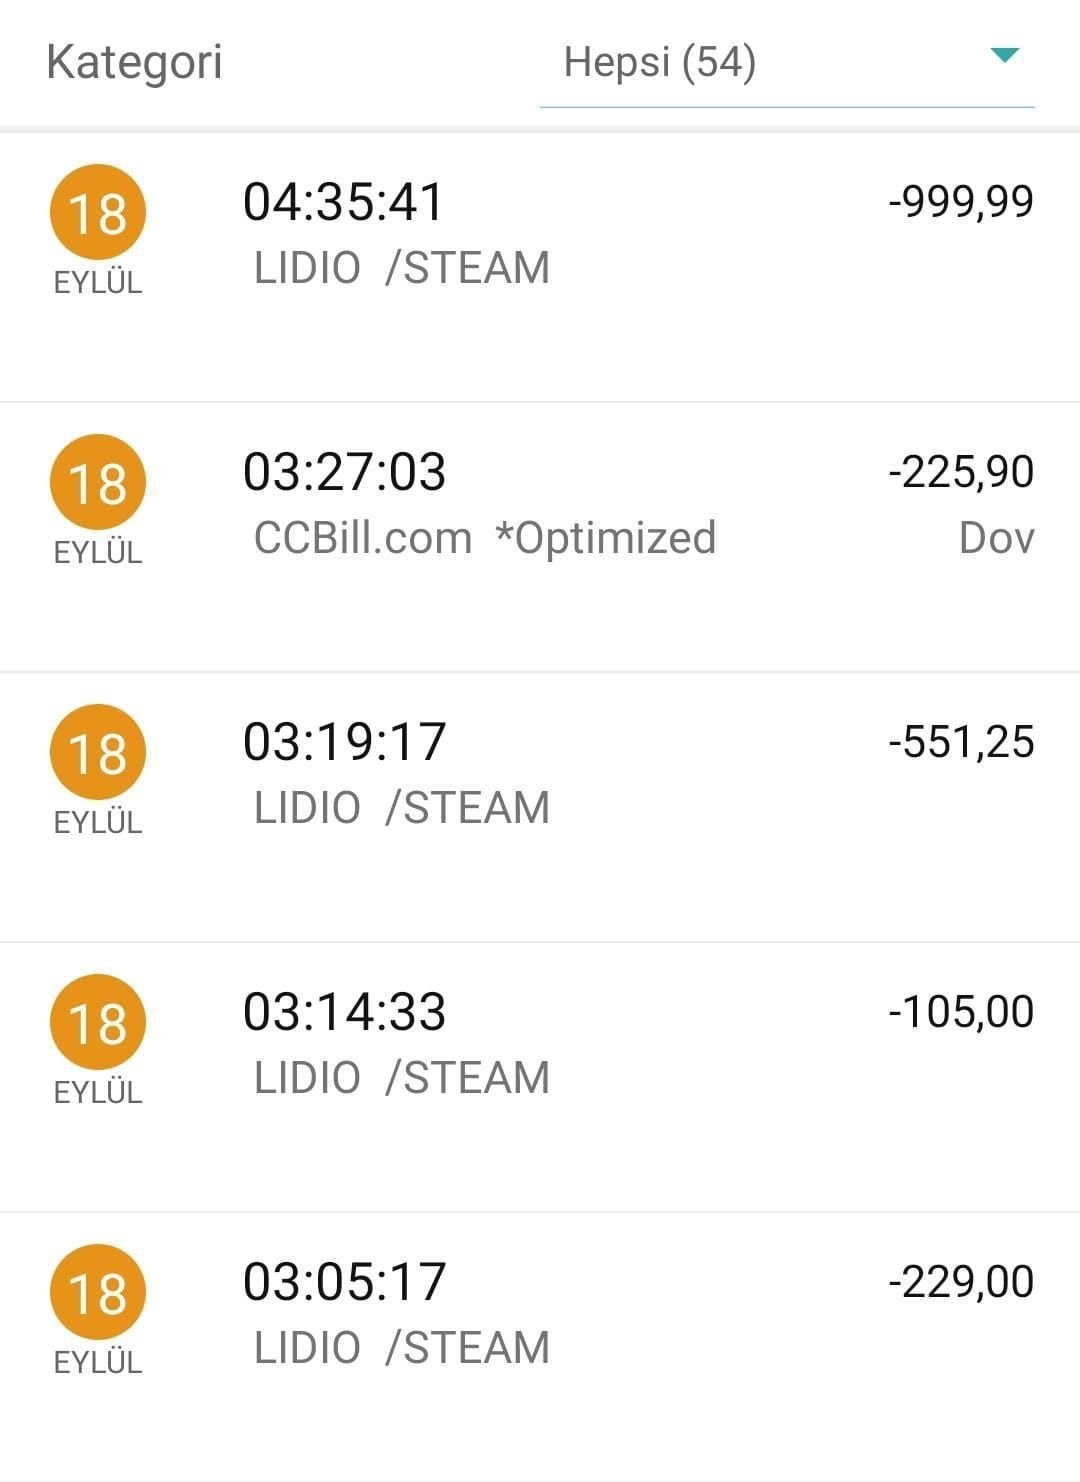 Kategori Hepsi (54)
18 04:35:41 -999,99
EYLÜL LIDIO /STEAM
18 03:27:03 -225,90
EYLÜL CCBill.com *Optimized Dov
18 03:19:17 -551,25
EYLÜL LIDIO /STEAM
18 03:14:33 -105,00
EYLÜL LIDIO /STEAM
18 03:05:17 -229,00
EYLÜL LIDIO /STEAM